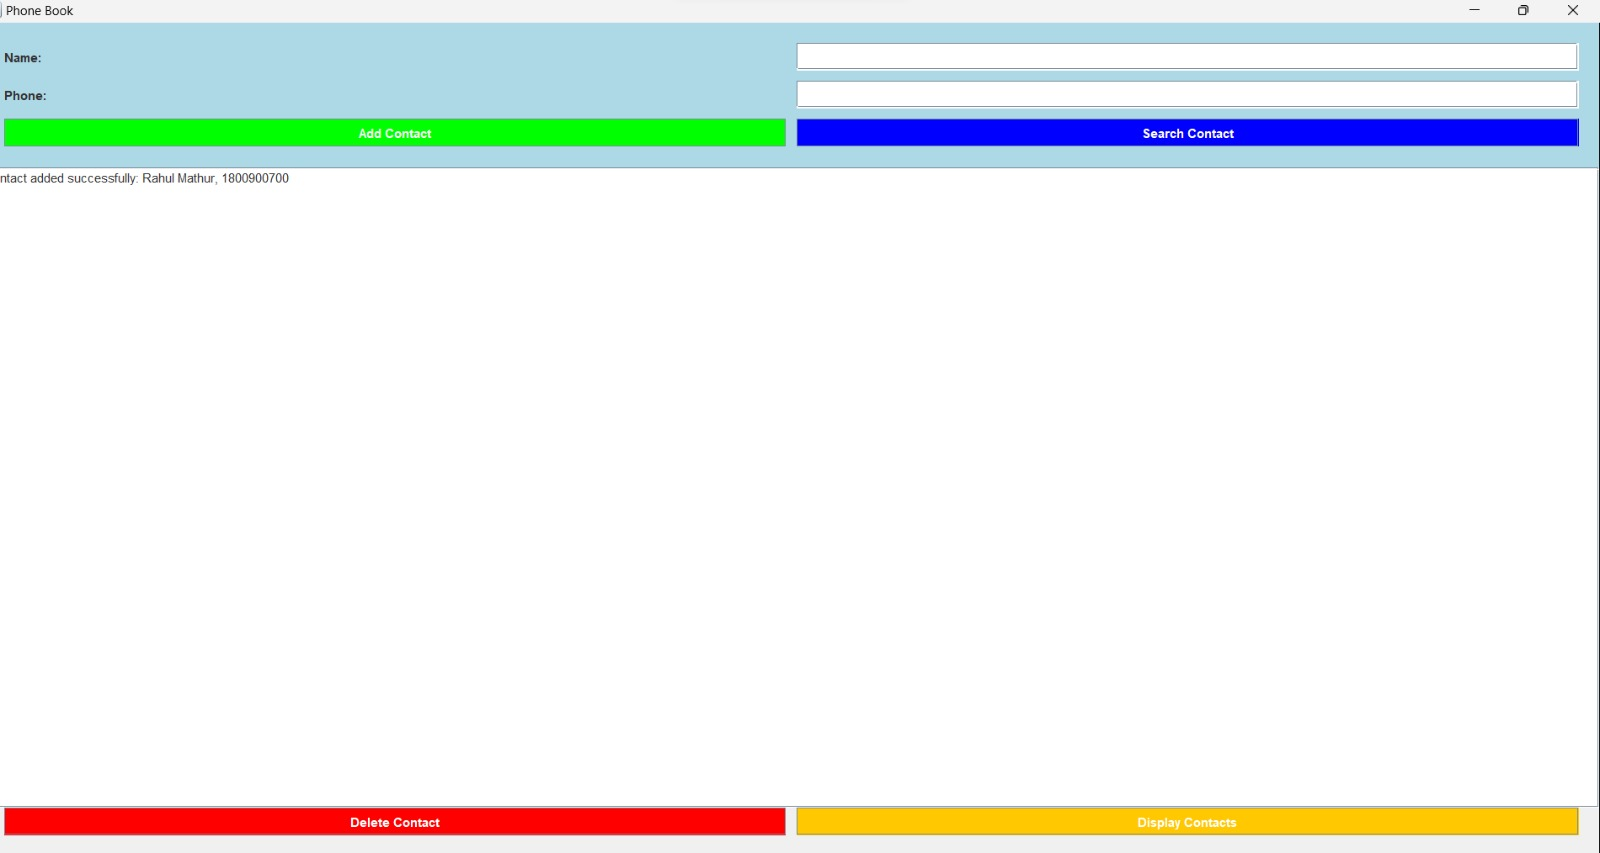 Phone Book
Name:
Phone:
Add Contact Search Contact
ntact added successfully: Rahul Mathur, 1800900700
Delete Contact Display Contacts